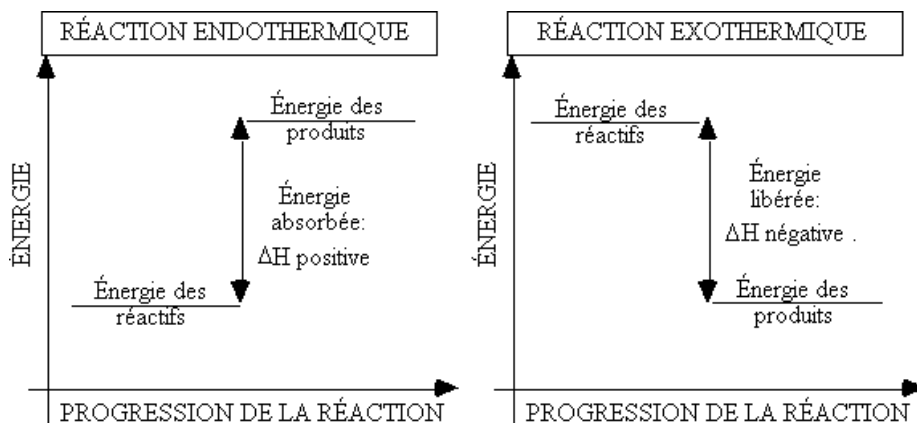 RÉACTION ENDOTHERMIQUE
ÉNERGIE
Énergie des
produits
Énergie
absorbée:
ΔH positive
Énergie des
réactifs
PROGRESSION DE LA RÉACTION
RÉACTION EXOTHERMIQUE
ÉNERGIE
Énergie des
réactifs
Énergie
libérée:
ΔH négative .
Énergie des
produits
PROGRESSION DE LA RÉACTION